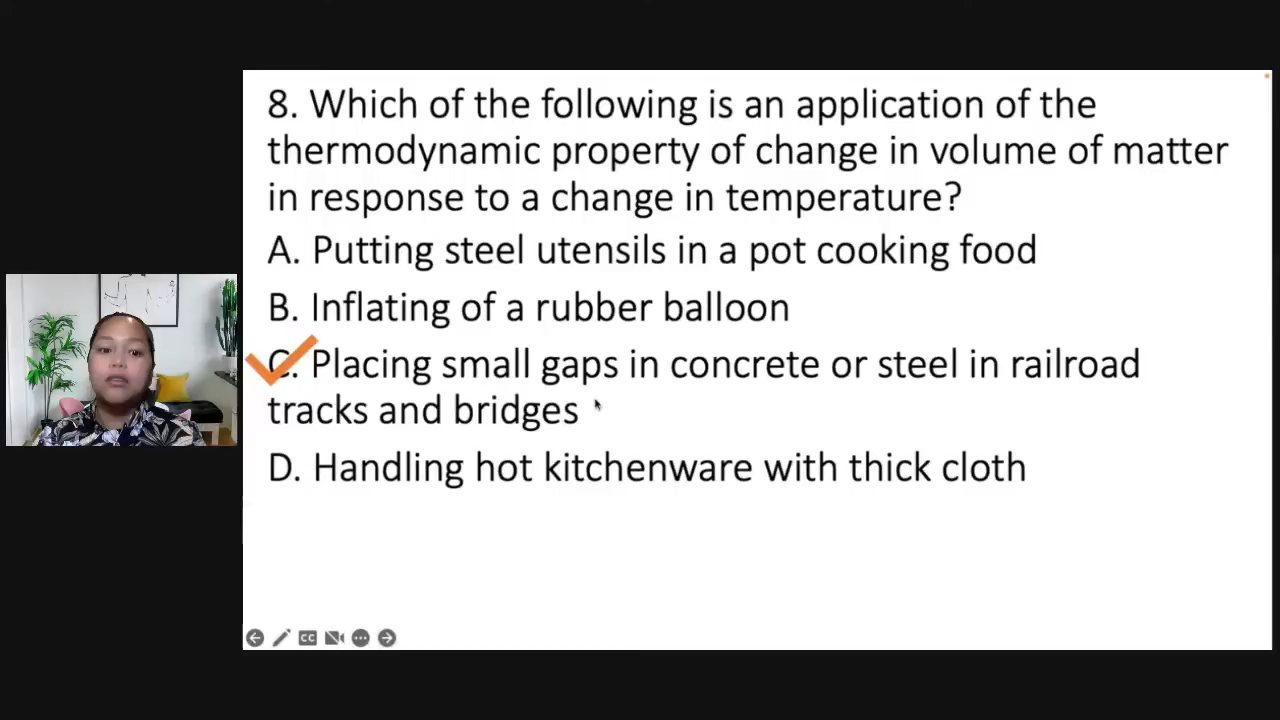 8. Which of the following is an application of the
thermodynamic property of change in volume of matter
in response to a change in temperature?
A. Putting steel utensils in a pot cooking food
B. Inflating of a rubber balloon
C. Placing small gaps in concrete or steel in railroad
tracks and bridges
D. Handling hot kitchenware with thick cloth
CC